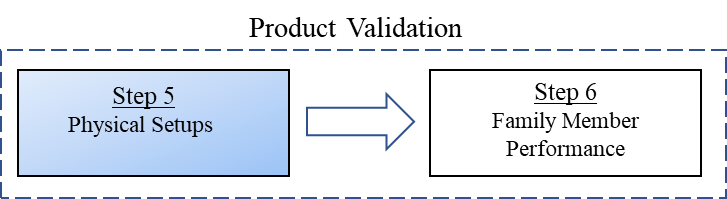 Product Validation
Step 5
Physical Setups
Step 6
Family Member
Performance